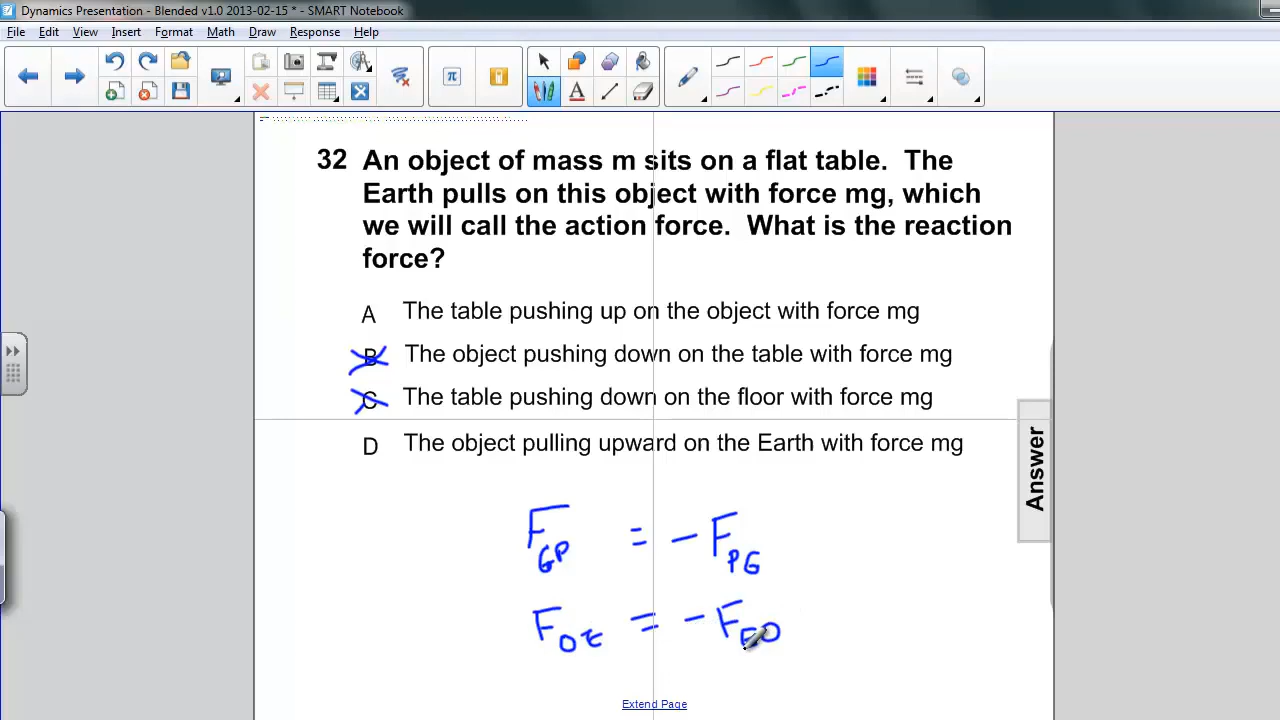 Dynamics Presentation - Blended v1.0 2013-02-15 * - SMART Notebook
File Edit View Insert Format Draw Math Response Help
32 An object of mass m sits on a flat table. The
Earth pulls on this object with force mg, which
we will call the action force. What is the reaction
force?
A The table pushing up on the object with force mg
B The object pushing down on the table with force mg
C The table pushing down on the floor with force mg
D The object pulling upward on the Earth with force mg
Answer
F GP = - F PG
F OE = - F EO
Extend Page